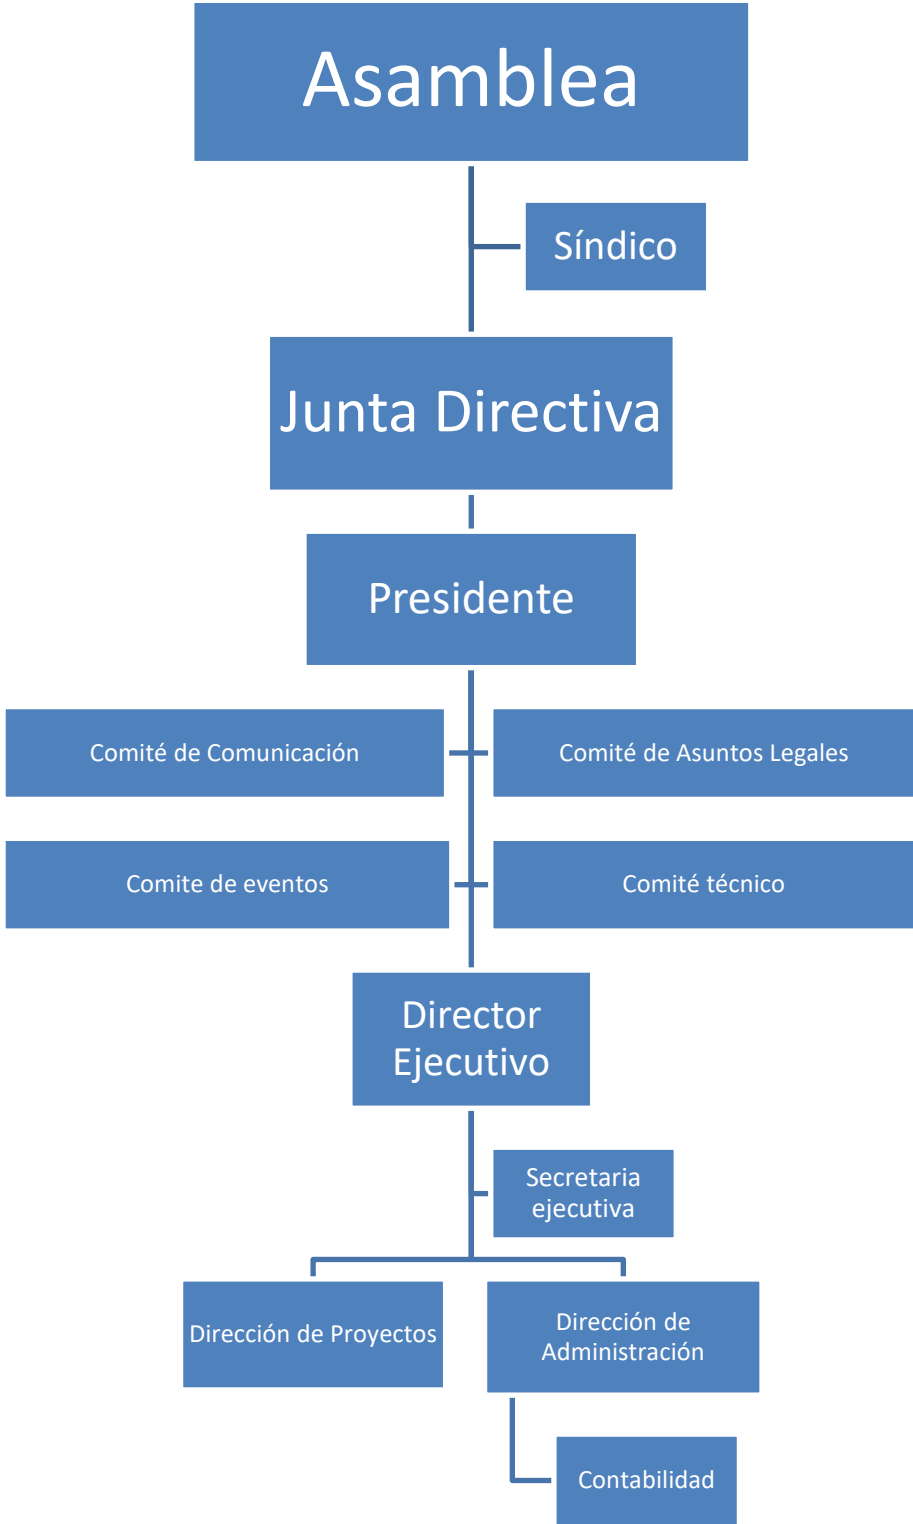 Asamblea
Síndico
Junta Directiva
Presidente
Comité de Comunicación
Comité de Asuntos Legales
Comite de eventos
Comité técnico
Director
Ejecutivo
Secretaria
ejecutiva
Dirección de Proyectos
Dirección de
Administración
Contabilidad